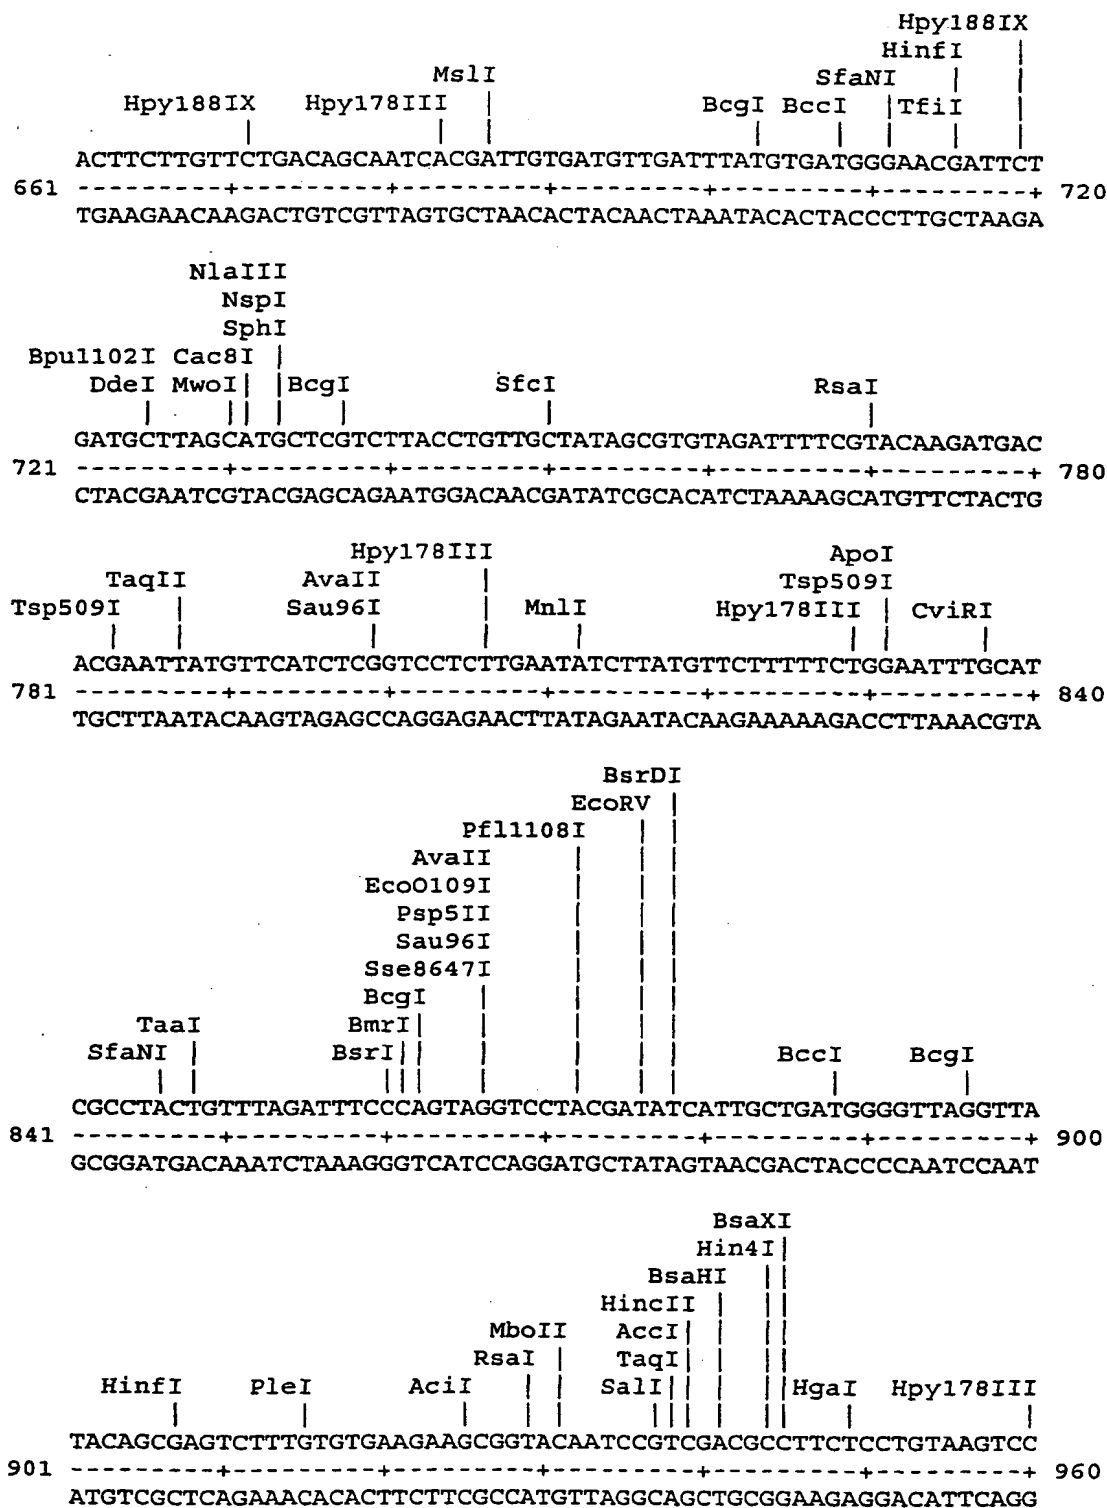 Hpy188IX
HinfI
MslI SfaNI
Hpy188IX Hpy178III BcgI BccI TfiI
ACTTCTTGTTCTGACAGCAATCACGATTGTGATGTTGATTTATGTGATGGGAACGATTCT
661 ---------+---------+---------+---------+---------+---------+ 720
TGAAGAACAAGACTGTCGTTAGTGCTAACACTACAACTAAATACACTACCCTTGCTAAGA
NlaIII
NspI
SphI
Bpu1102I Cac8I
DdeI MwoI BcgI SfcI RsaI
GATGCTTAGCATGCTCGTCTTACCTGTTGCTATAGCGTGTAGATTTTCGTACAAGATGAC
721 ---------+---------+---------+---------+---------+---------+ 780
CTACGAATCGTACGAGCAGAATGGACAACGATATCGCACATCTAAAAGCATGTTCTACTG
Hpy178III ApoI
TaqII AvaII Tsp509I
Tsp509I Sau96I MnlI Hpy178III CviRI
ACGAATTATGTTCATCTCGGTCCTCTTGAATATCTTATGTTCTTTTTCTGGAATTTGCAT
781 ---------+---------+---------+---------+---------+---------+ 840
TGCTTAATACAAGTAGAGCCAGGAGAACTTATAGAATACAAGAAAAAGACCTTAAACGTA
BsrDI
EcoRV
Pfl1108I
AvaII
EcoO109I
Psp5II
Sau96I
Sse8647I
BcgI
TaaI BmrI
SfaNI BsrI BccI BcgI
CGCCTACTGTTTAGATTTCCCAGTAGGTCCTACGATATCATTGCTGATGGGGTTAGGTTA
841 ---------+---------+---------+---------+---------+---------+ 900
GCGGATGACAAATCTAAAGGGTCATCCAGGATGCTATAGTAACGACTACCCCAATCCAAT
BsaXI
Hin4I
BsaHI
HincII
MboII AccI
RsaI TaqI
HinfI PleI AciI SalI HgaI Hpy178III
TACAGCGAGTCTTTGTGTGAAGAAGCGGTACAATCCGTCGACGCCTTCTCCTGTAAGTCC
901 ---------+---------+---------+---------+---------+---------+ 960
ATGTCGCTCAGAAACACACTTCTTCGCCATGTTAGGCAGCTGCGGAAGAGGACATTCAGG